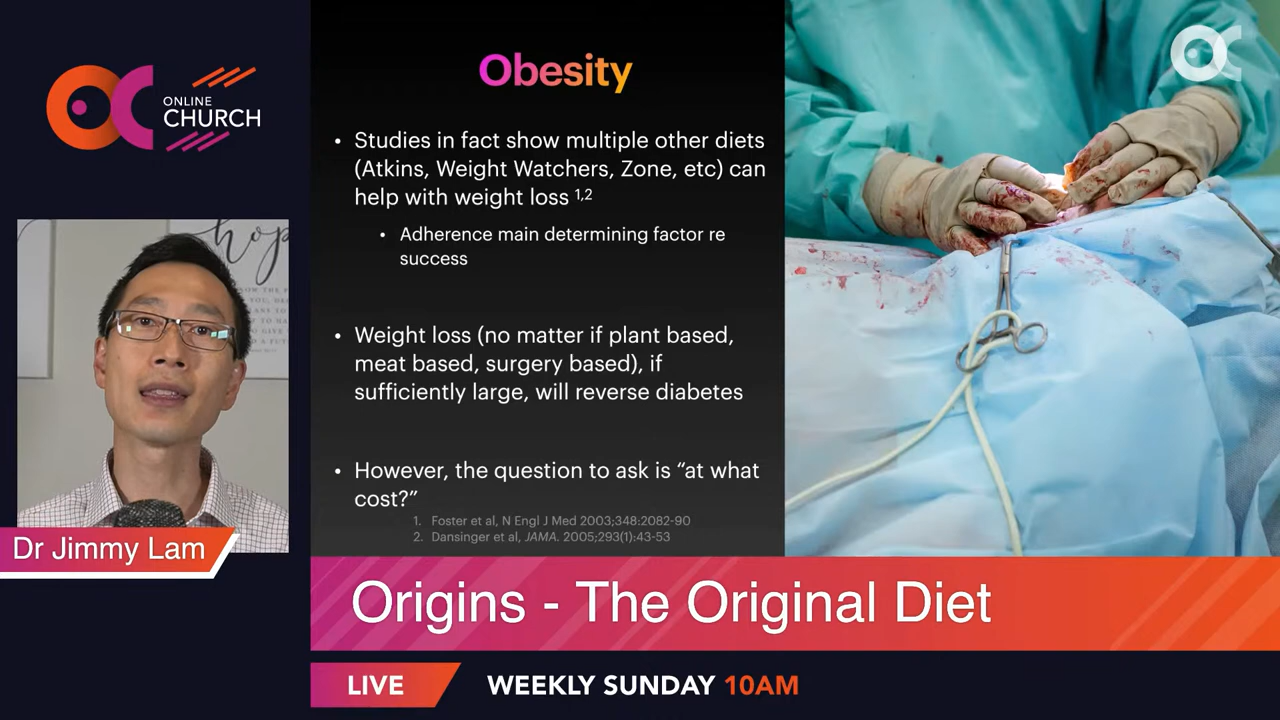 ONLINE
CHURCH
hop
Dr Jimmy Lam
Obesity
• Studies in fact show multiple other diets
(Atkins, Weight Watchers, Zone, etc) can
help with weight loss 1,2
• Adherence main determining factor re
success
• Weight loss (no matter if plant based,
meat based, surgery based), if
sufficiently large, will reverse diabetes
• However, the question to ask is “at what
cost?”
1. Foster et al, N Engl J Med 2003;348:2082-90
2. Dansinger et al, JAMA. 2005;293(1):43-53
Origins - The Original Diet
LIVE
WEEKLY SUNDAY 10AM